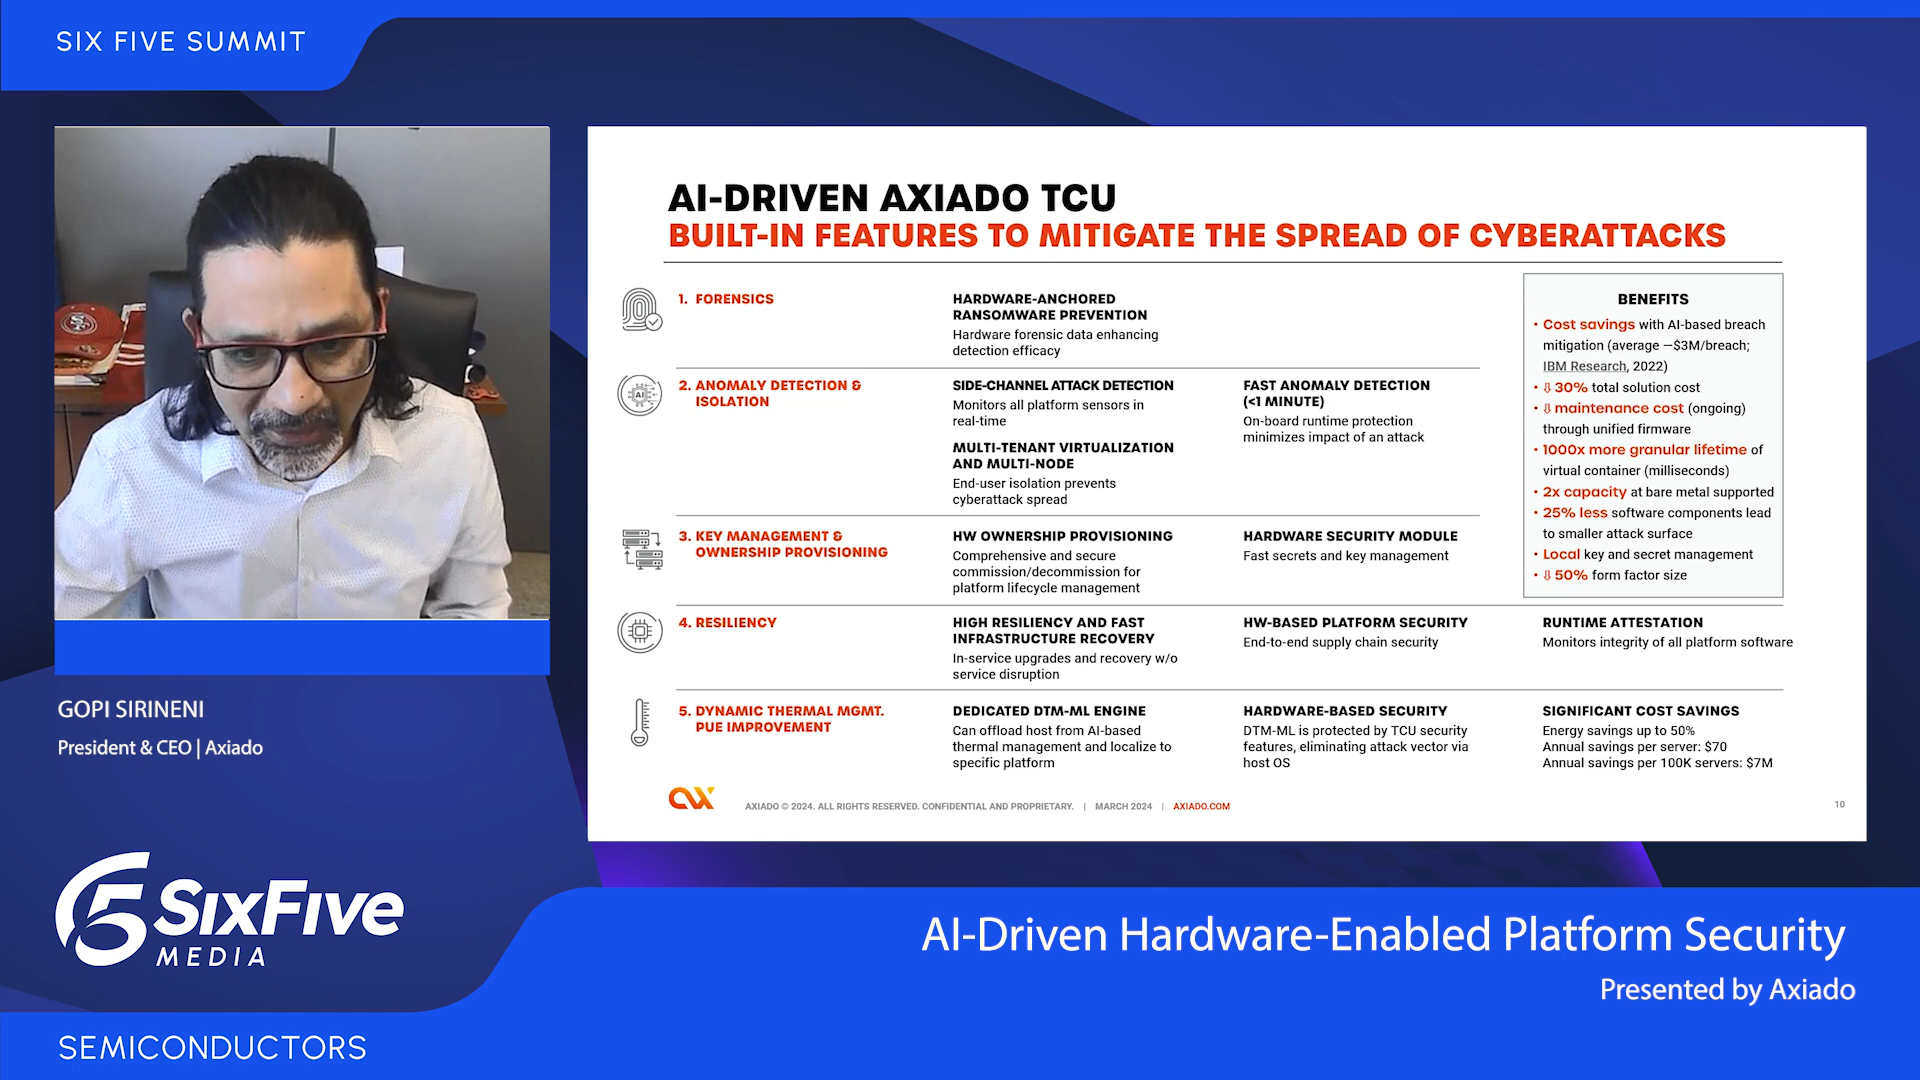 SIX FIVE SUMMIT
AI-DRIVEN AXIADO TCU
BUILT-IN FEATURES TO MITIGATE THE SPREAD OF CYBERATTACKS
1. FORENSICS
HARDWARE-ANCHORED
RANSOMWARE PREVENTION
Hardware forensic data enhancing
detection efficacy
2. ANOMALY DETECTION &
ISOLATION
SIDE-CHANNEL ATTACK DETECTION
Monitors all platform sensors in
real-time
MULTI-TENANT VIRTUALIZATION
AND MULTI-NODE
End-user isolation prevents
cyberattack spread
FAST ANOMALY DETECTION
(<1 MINUTE)
On-board runtime protection
minimizes impact of an attack
3. KEY MANAGEMENT &
OWNERSHIP PROVISIONING
HW OWNERSHIP PROVISIONING
Comprehensive and secure
commission/decommission for
platform lifecycle management
HARDWARE SECURITY MODULE
Fast secrets and key management
BENEFITS
• Cost savings with AI-based breach
mitigation (average —$3M/breach;
IBM Research, 2022)
• ⇩ 30% total solution cost
• ⇩ maintenance cost (ongoing)
through unified firmware
• 1000x more granular lifetime of
virtual container (milliseconds)
• 2x capacity at bare metal supported
• 25% less software components lead
to smaller attack surface
• Local key and secret management
• ⇩ 50% form factor size
4. RESILIENCY
HIGH RESILIENCY AND FAST
INFRASTRUCTURE RECOVERY
In-service upgrades and recovery w/o
service disruption
HW-BASED PLATFORM SECURITY
End-to-end supply chain security
RUNTIME ATTESTATION
Monitors integrity of all platform software
5. DYNAMIC THERMAL MGMT.
PUE IMPROVEMENT
DEDICATED DTM-ML ENGINE
Can offload host from AI-based
thermal management and localize to
specific platform
HARDWARE-BASED SECURITY
DTM-ML is protected by TCU security
features, eliminating attack vector via
host OS
SIGNIFICANT COST SAVINGS
Energy savings up to 50%
Annual savings per server: $70
Annual savings per 100K servers: $7M
AXIADO © 2024. ALL RIGHTS RESERVED. CONFIDENTIAL AND PROPRIETARY. | MARCH 2024 | AXIADO.COM
10
AI
SF
GOPI SIRINENI
President & CEO | Axiado
65 SixFive
MEDIA
AI-Driven Hardware-Enabled Platform Security
Presented by Axiado
SEMICONDUCTORS